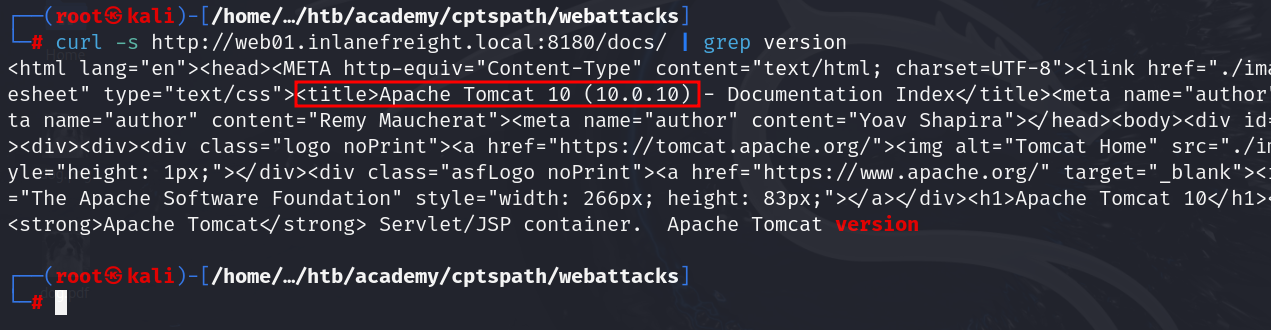 ┌──(root㉿kali)-[/home/…/htb/academy/cptspath/webattacks]
└─# curl -s http://web01.inlanefreight.local:8180/docs/ | grep version
<html lang="en"><head><META http-equiv="Content-Type" content="text/html; charset=UTF-8"><link href="./ima
esheet" type="text/css"><title>Apache Tomcat 10 (10.0.10) - Documentation Index</title><meta name="author"
ta name="author" content="Remy Maucherat"><meta name="author" content="Yoav Shapira"></head><body><div id=
><div><div><div class="logo noPrint"><a href="https://tomcat.apache.org/"><img alt="Tomcat Home" src="./im
yle="height: 1px;"></div><div class="asfLogo noPrint"><a href="https://www.apache.org/" target="_blank"><i
="The Apache Software Foundation" style="width: 266px; height: 83px;"></a></div><h1>Apache Tomcat 10</h1><
<strong>Apache Tomcat</strong> Servlet/JSP container.  Apache Tomcat version
┌──(root㉿kali)-[/home/…/htb/academy/cptspath/webattacks]
└─#